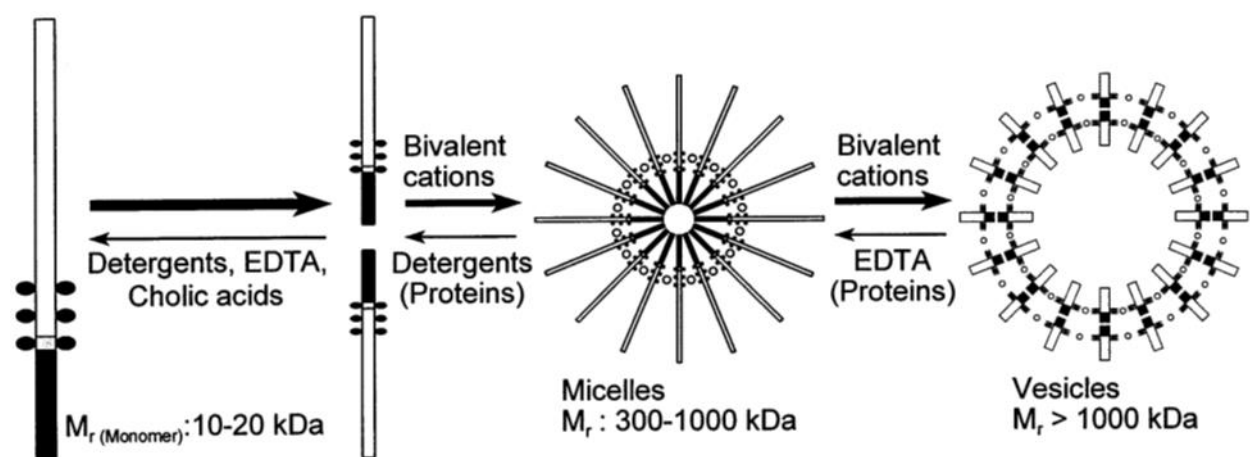 Detergents, EDTA,
Cholic acids
Mr (Monomer):10-20 kDa
Bivalent
cations
Detergents
(Proteins)
Micelles
Mr : 300-1000 kDa
Bivalent
cations
EDTA
(Proteins)
Vesicles
Mr > 1000 kDa